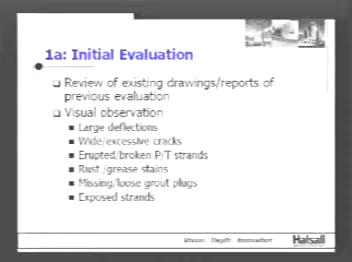 1a: Initial Evaluation
Review of existing drawings/reports of
previous evaluation
Visual observation
Large deflections
Wide/excessive cracks
Erupted/broken P/T strands
Rust /grease stains
Missing/loose grout plugs
Exposed strands
Vision Depth Innovation Halsall